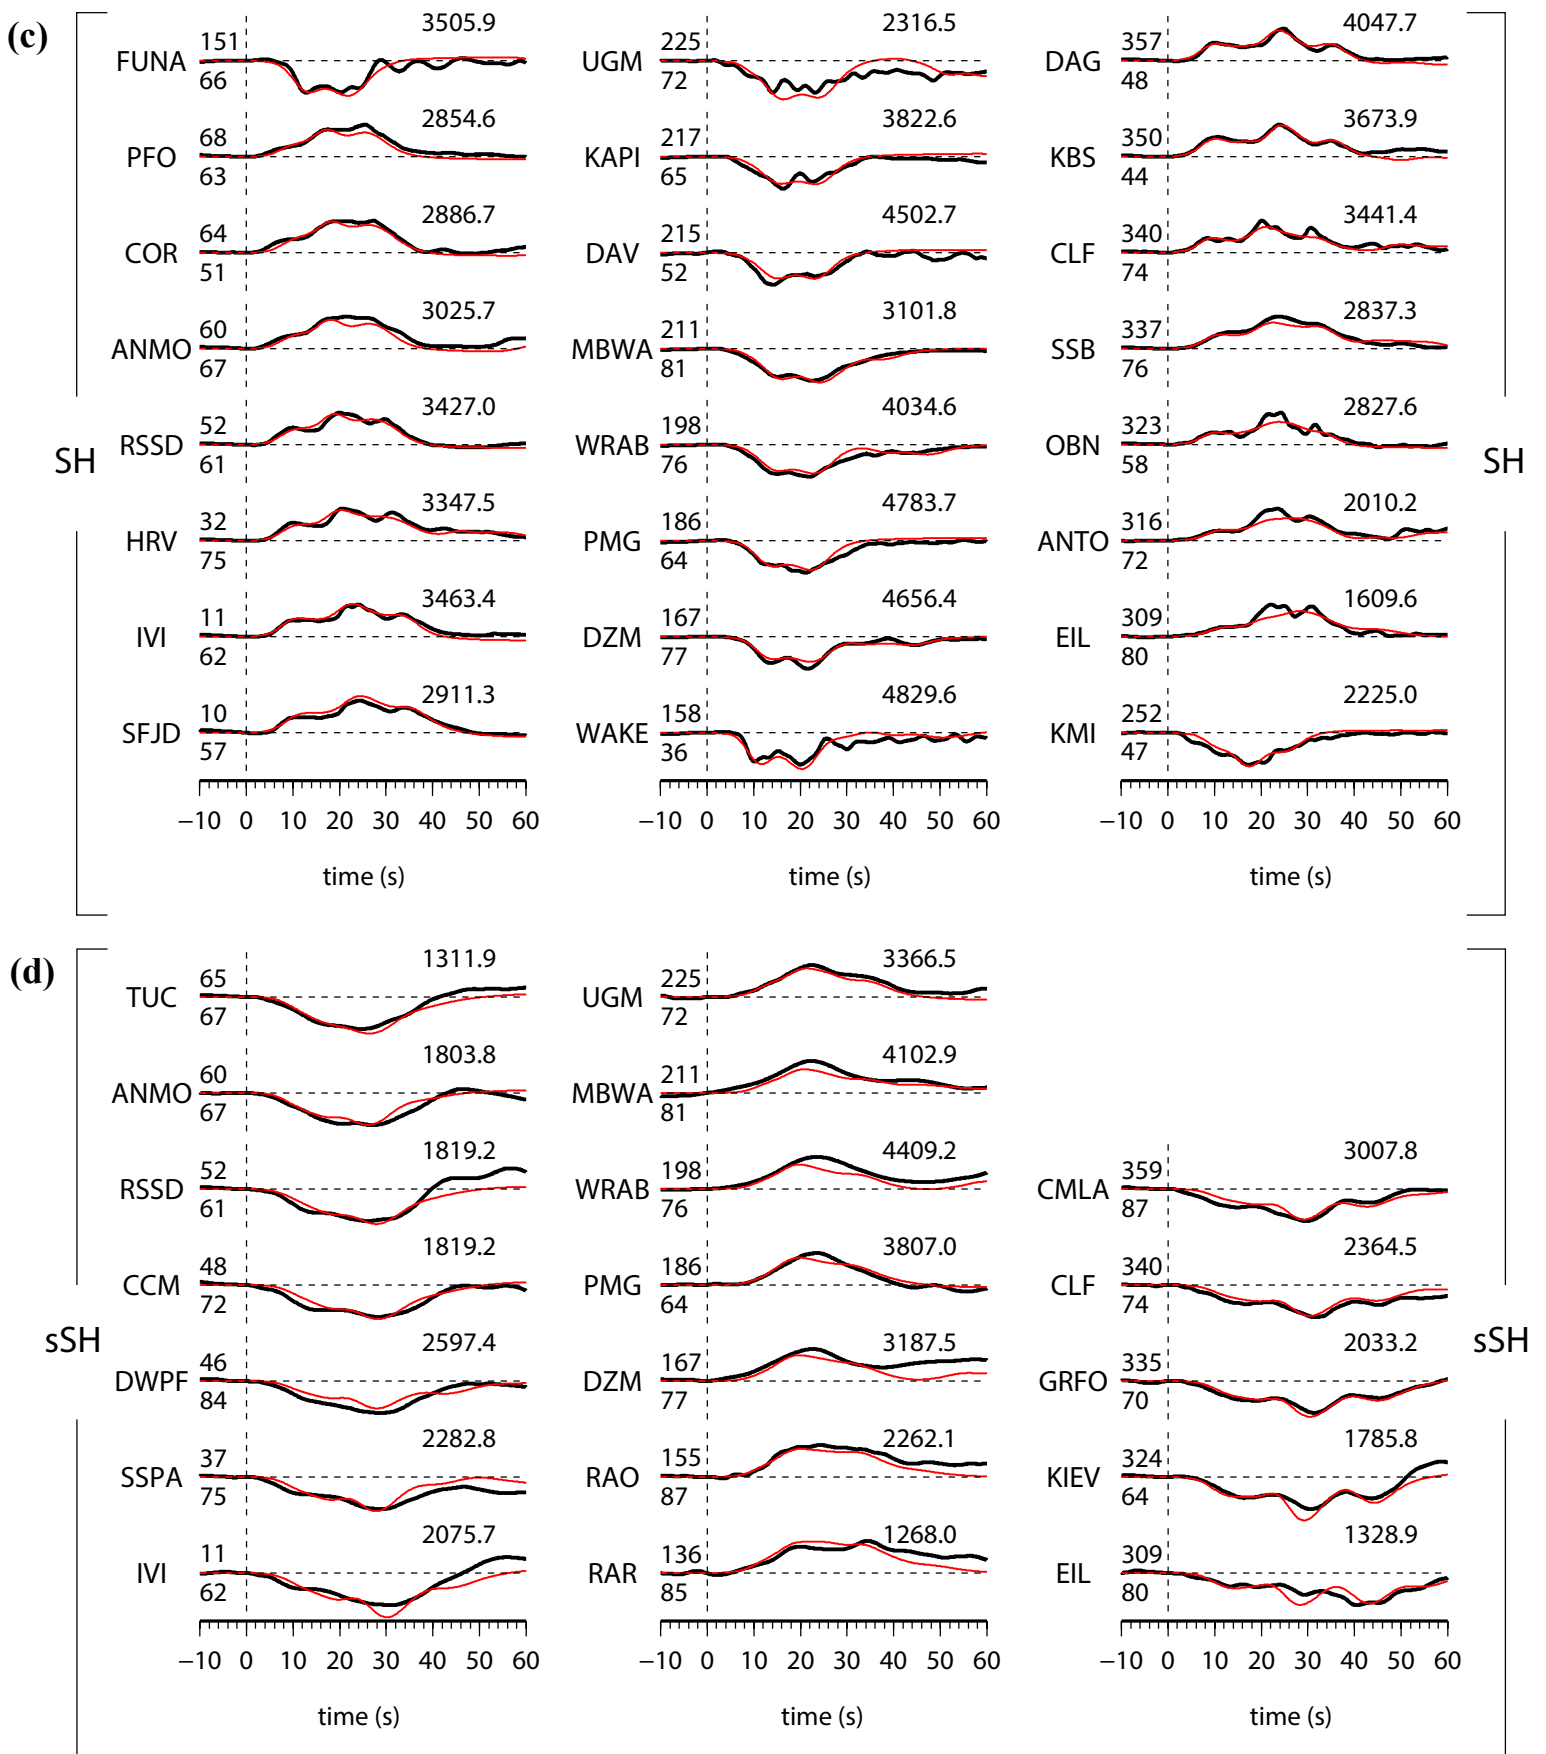 (c)
SH
FUNA 151 66 3505.9
PFO 68 63 2854.6
COR 64 51 2886.7
ANMO 60 67 3025.7
RSSD 52 61 3427.0
HRV 32 75 3347.5
IVI 11 62 3463.4
SFJD 10 57 2911.3
−10 0 10 20 30 40 50 60
time (s)
UGM 225 72 2316.5
KAPI 217 65 3822.6
DAV 215 52 4502.7
MBWA 211 81 3101.8
WRAB 198 76 4034.6
PMG 186 64 4783.7
DZM 167 77 4656.4
WAKE 158 36 4829.6
−10 0 10 20 30 40 50 60
time (s)
DAG 357 48 4047.7
KBS 350 44 3673.9
CLF 340 74 3441.4
SSB 337 76 2837.3
OBN 323 58 2827.6
ANTO 316 72 2010.2
EIL 309 80 1609.6
KMI 252 47 2225.0
−10 0 10 20 30 40 50 60
time (s)
SH
(d)
sSH
TUC 65 67 1311.9
ANMO 60 67 1803.8
RSSD 52 61 1819.2
CCM 48 72 1819.2
DWPF 46 84 2597.4
SSPA 37 75 2282.8
IVI 11 62 2075.7
−10 0 10 20 30 40 50 60
time (s)
UGM 225 72 3366.5
MBWA 211 81 4102.9
WRAB 198 76 4409.2
PMG 186 64 3807.0
DZM 167 77 3187.5
RAO 155 87 2262.1
RAR 136 85 1268.0
−10 0 10 20 30 40 50 60
time (s)
CMLA 359 87 3007.8
CLF 340 74 2364.5
GRFO 335 70 2033.2
KIEV 324 64 1785.8
EIL 309 80 1328.9
−10 0 10 20 30 40 50 60
time (s)
sSH